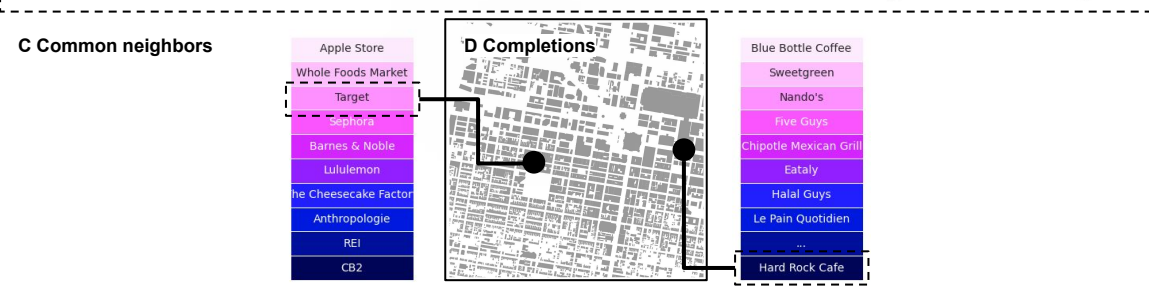 C Common neighbors
Apple Store
Whole Foods Market
Target
Sephora
Barnes & Noble
Lululemon
he Cheesecake Factor
Anthropologie
REI
CB2
D Completions
Blue Bottle Coffee
Sweetgreen
Nando's
Five Guys
Chipotle Mexican Grill
Eataly
Halal Guys
Le Pain Quotidien
...
Hard Rock Cafe